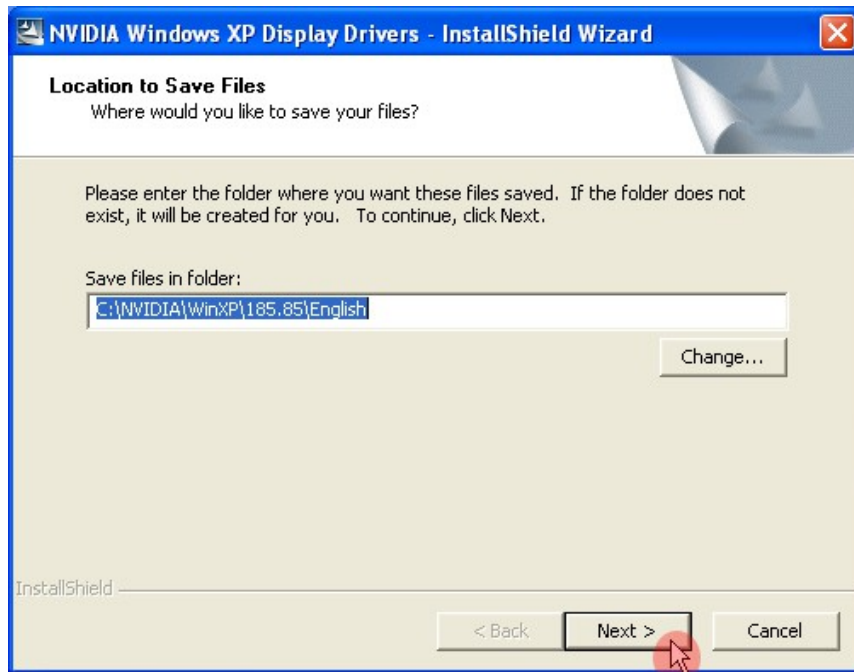 NVIDIA Windows XP Display Drivers - InstallShield Wizard
Location to Save Files
Where would you like to save your files?
Please enter the folder where you want these files saved.  If the folder does not
exist, it will be created for you.   To continue, click Next.
Save files in folder:
C:\NVIDIA\WinXP\185.85\English
Change...
InstallShield
< Back
Next >
Cancel